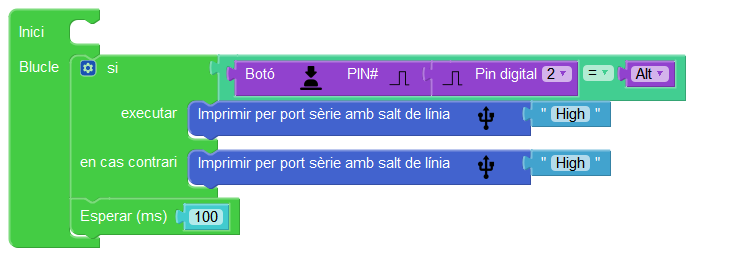 Inici
Blucle si Botó PIN# Pin digital 2 = Alt
executar Imprimir per port sèrie amb salt de línia " High "
en cas contrari Imprimir per port sèrie amb salt de línia " High "
Esperar (ms) 100